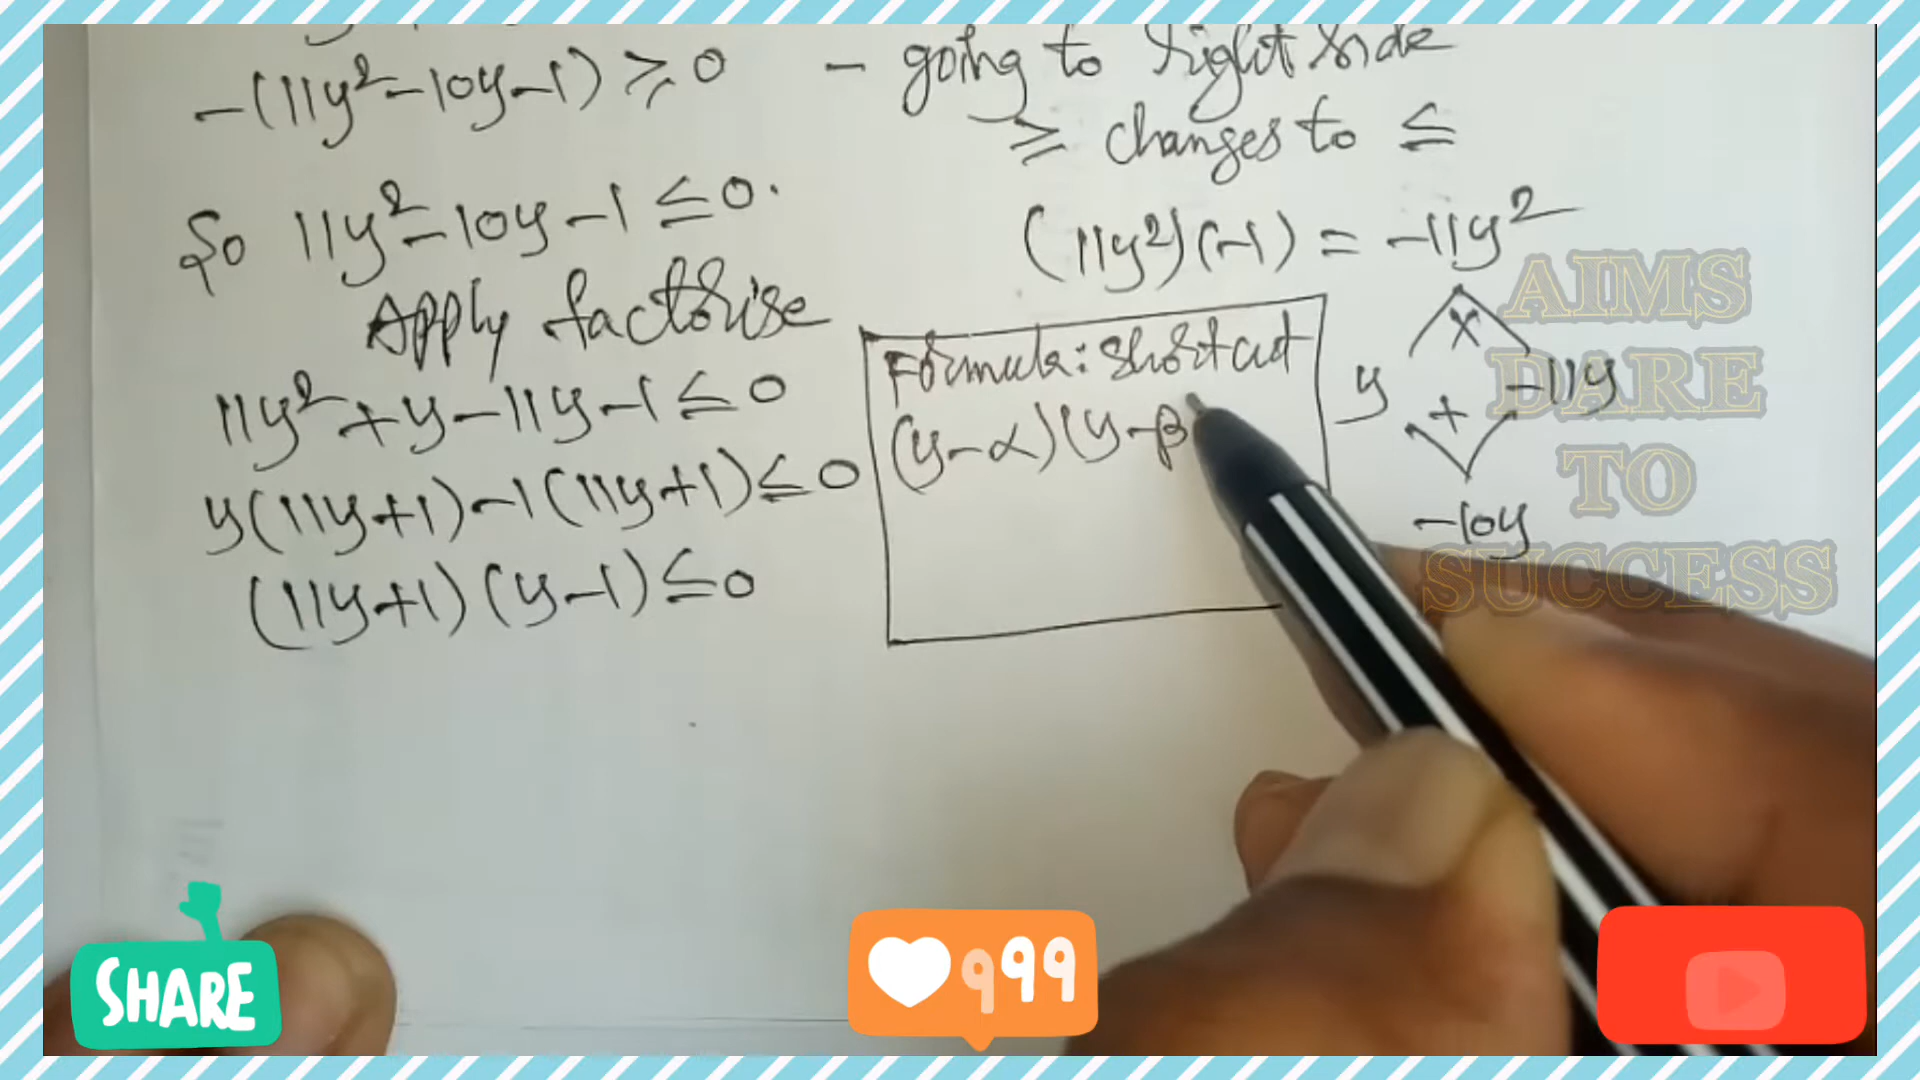 -(11y²-10y-1) ≥ 0 - going to right side
≥ changes to ≤
So 11y²-10y-1 ≤ 0.
(11y²)(-1) = -11y²
Apply factorise
x
y -11y
+
-10y
11y²+y-11y-1 ≤ 0
y(11y+1)-1(11y+1) ≤ 0
(11y+1)(y-1) ≤ 0
Formula: Shortcut
(y-α)(y-β
AIMS
DARE
TO
SUCCESS
SHARE
999